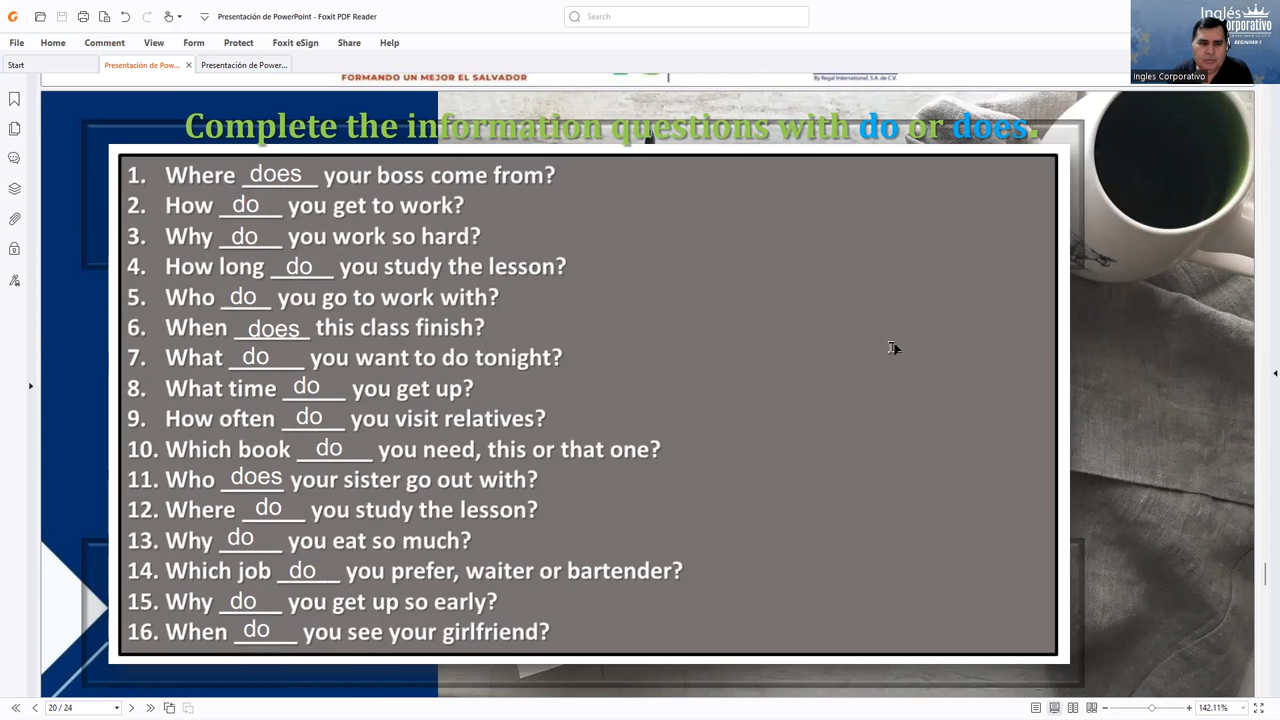 Presentación de PowerPoint - Foxit PDF Reader
Search
File Home Comment View Form Protect Foxit eSign Share Help
Start Presentación de Pow... Presentación de Power...
Inglés
Corporativo
BEGINNER 1
Ingles Corporativo
FORMANDO UN MEJOR EL SALVADOR
By Regal International, S.A. de C.V.
Complete the information questions with do or does.
1. Where does your boss come from?
2. How do you get to work?
3. Why do you work so hard?
4. How long do you study the lesson?
5. Who do you go to work with?
6. When does this class finish?
7. What do you want to do tonight?
8. What time do you get up?
9. How often do you visit relatives?
10. Which book do you need, this or that one?
11. Who does your sister go out with?
12. Where do you study the lesson?
13. Why do you eat so much?
14. Which job do you prefer, waiter or bartender?
15. Why do you get up so early?
16. When do you see your girlfriend?
20 / 24
142.11%